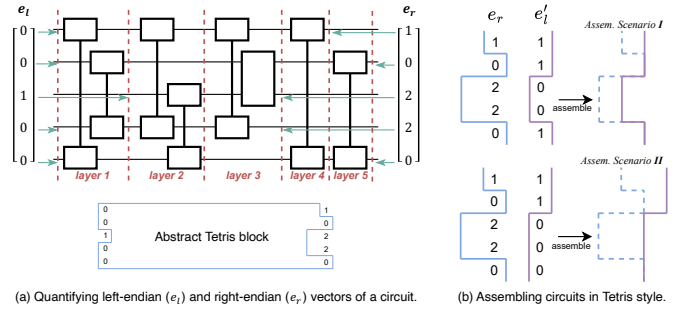 e_l
0
0
1
0
0
layer 1
layer 2
layer 3
layer 4
layer 5
e_r
1
0
2
2
0
0
0
1
0
0
Abstract Tetris block
1
0
2
2
0
(a) Quantifying left-endian (e_l) and right-endian (e_r) vectors of a circuit.
e_r e'_l
Assem. Scenario I
1 1
0 1
2 0
2 0
0 1
assemble
Assem. Scenario II
1 1
0 1
2 0
2 0
0 0
assemble
(b) Assembling circuits in Tetris style.